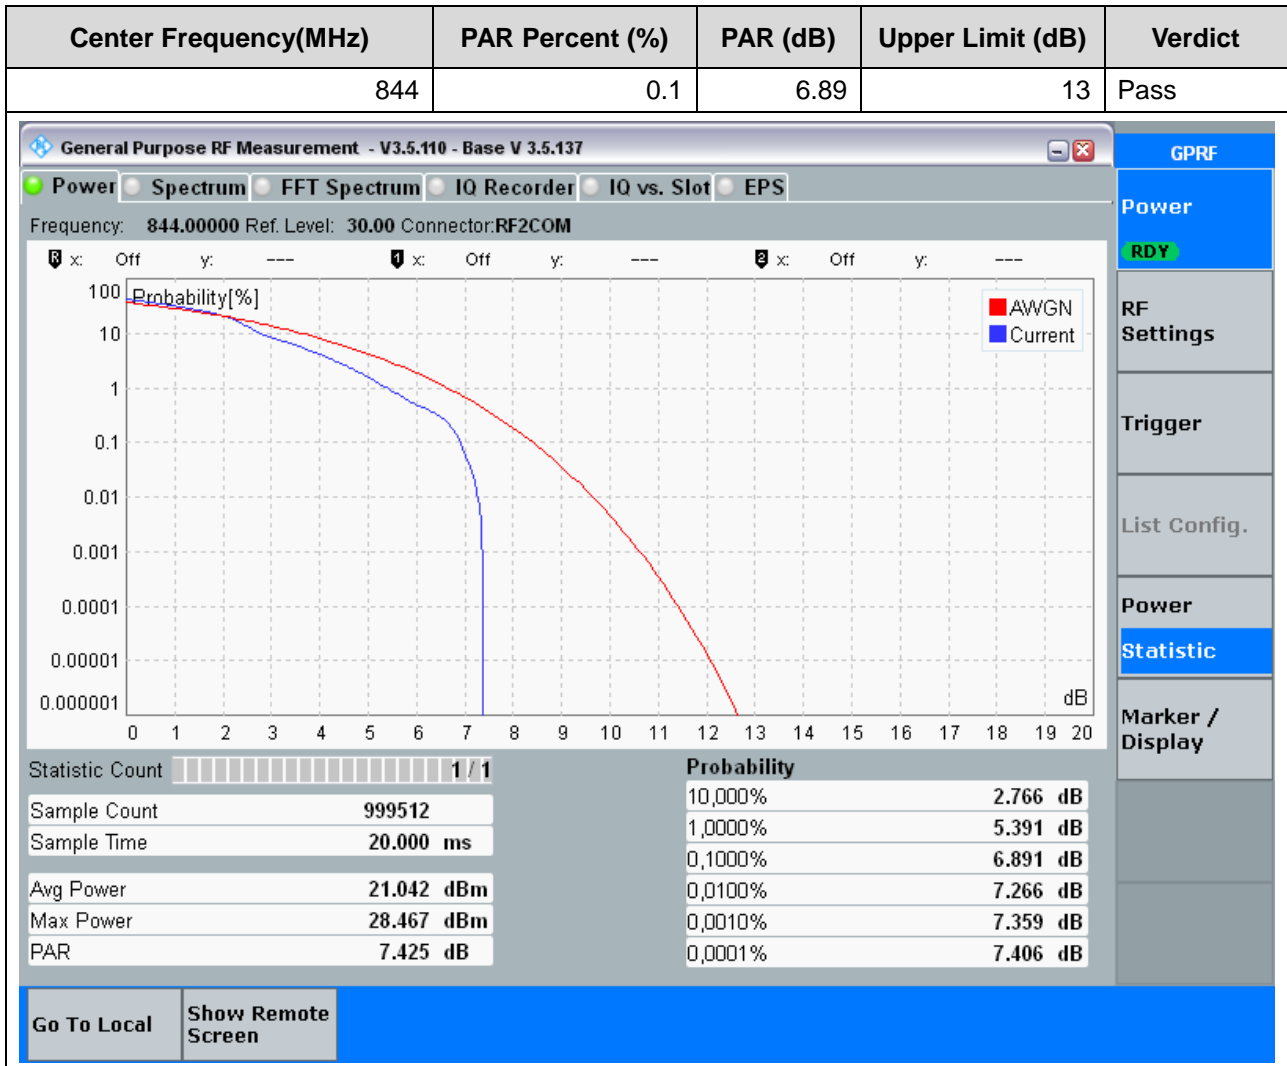 Center Frequency(MHz) PAR Percent (%) PAR (dB) Upper Limit (dB) Verdict
844 0.1 6.89 13 Pass
General Purpose RF Measurement - V3.5.110 - Base V 3.5.137
GPRF
Power Spectrum FFT Spectrum IQ Recorder IQ vs. Slot EPS
Power
RDY
Frequency: 844.00000 Ref. Level: 30.00 Connector:RF2COM
R x: Off y: --- 1 x: Off y: --- 2 x: Off y: ---
Probability[%]
AWGN
Current
100
10
1
0.1
0.01
0.001
0.0001
0.00001
0.000001
dB
0 1 2 3 4 5 6 7 8 9 10 11 12 13 14 15 16 17 18 19 20
RF
Settings
Trigger
List Config.
Power
Statistic
Marker /
Display
Statistic Count 1 / 1
Sample Count 999512
Sample Time 20.000 ms
Avg Power 21.042 dBm
Max Power 28.467 dBm
PAR 7.425 dB
Probability
10,000% 2.766 dB
1,0000% 5.391 dB
0,1000% 6.891 dB
0,0100% 7.266 dB
0,0010% 7.359 dB
0,0001% 7.406 dB
Go To Local
Show Remote
Screen